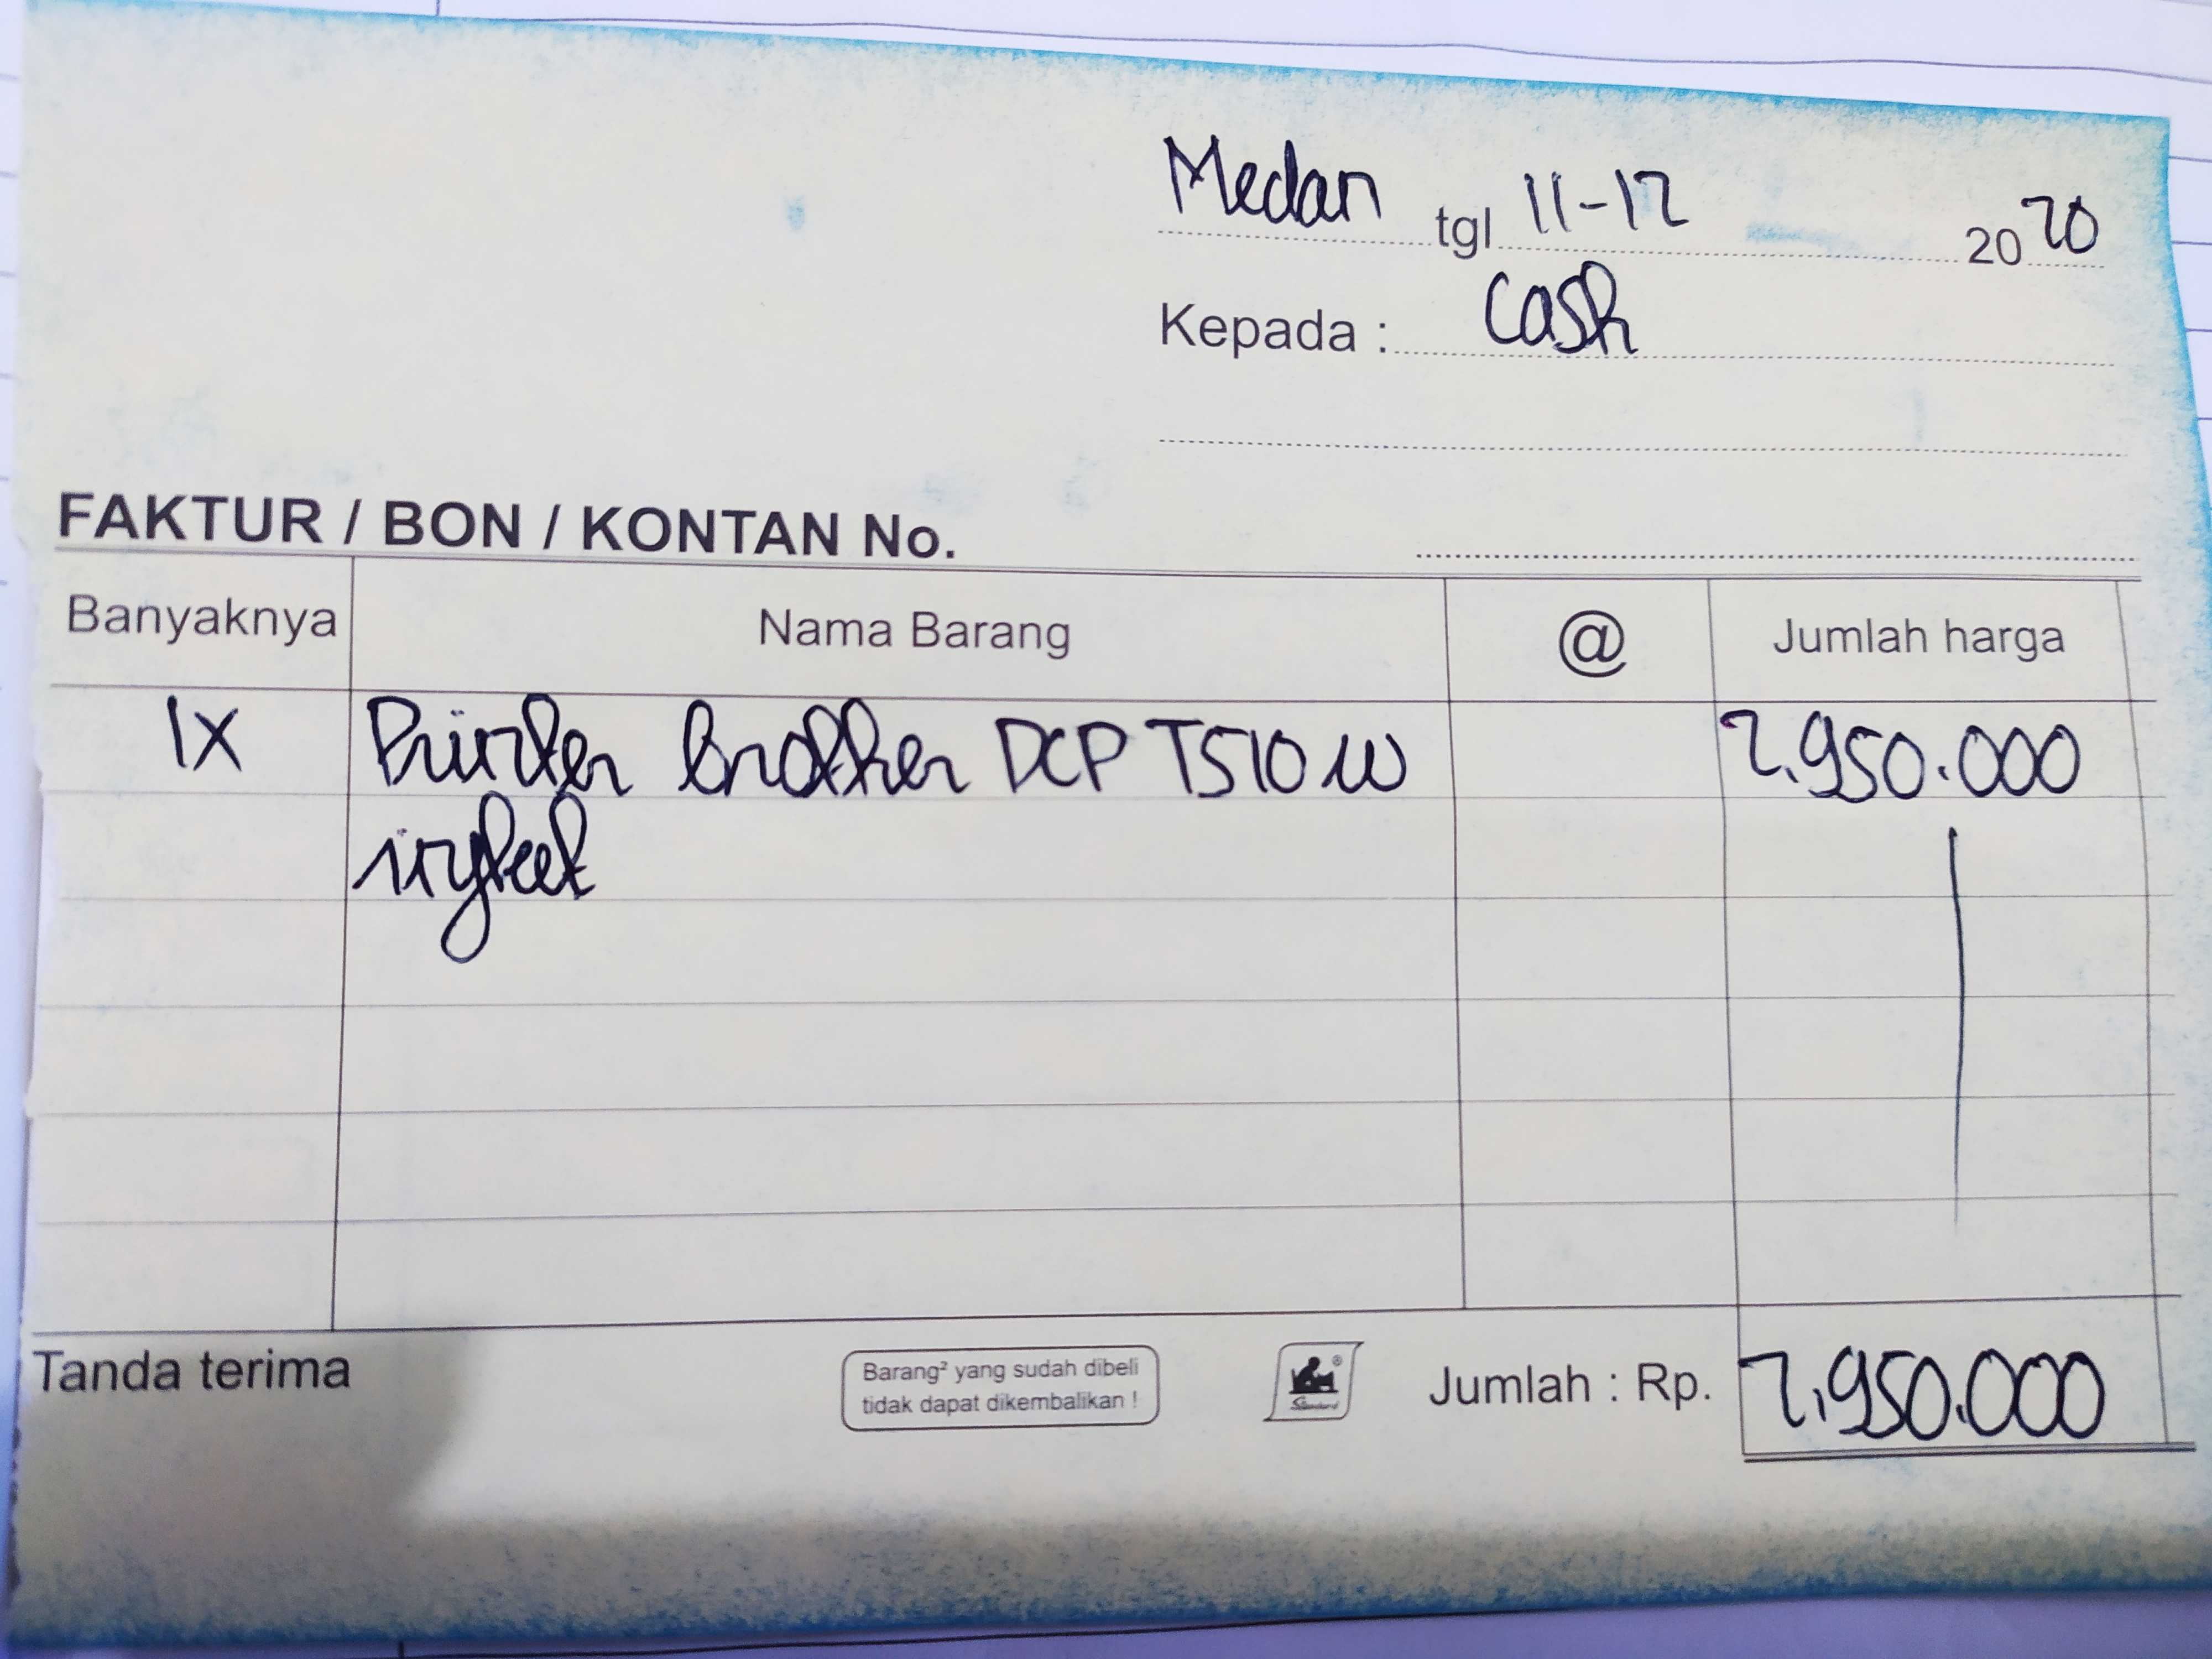 Medan tgl 11-12 2020
Kepada : Cash
FAKTUR / BON / KONTAN No.
Banyaknya Nama Barang @ Jumlah harga
1X Printer brother DCP T510 W 2.950.000
inktect
Tanda terima
Barang² yang sudah dibeli
tidak dapat dikembalikan !
®
Standard
Jumlah : Rp. 2.950.000